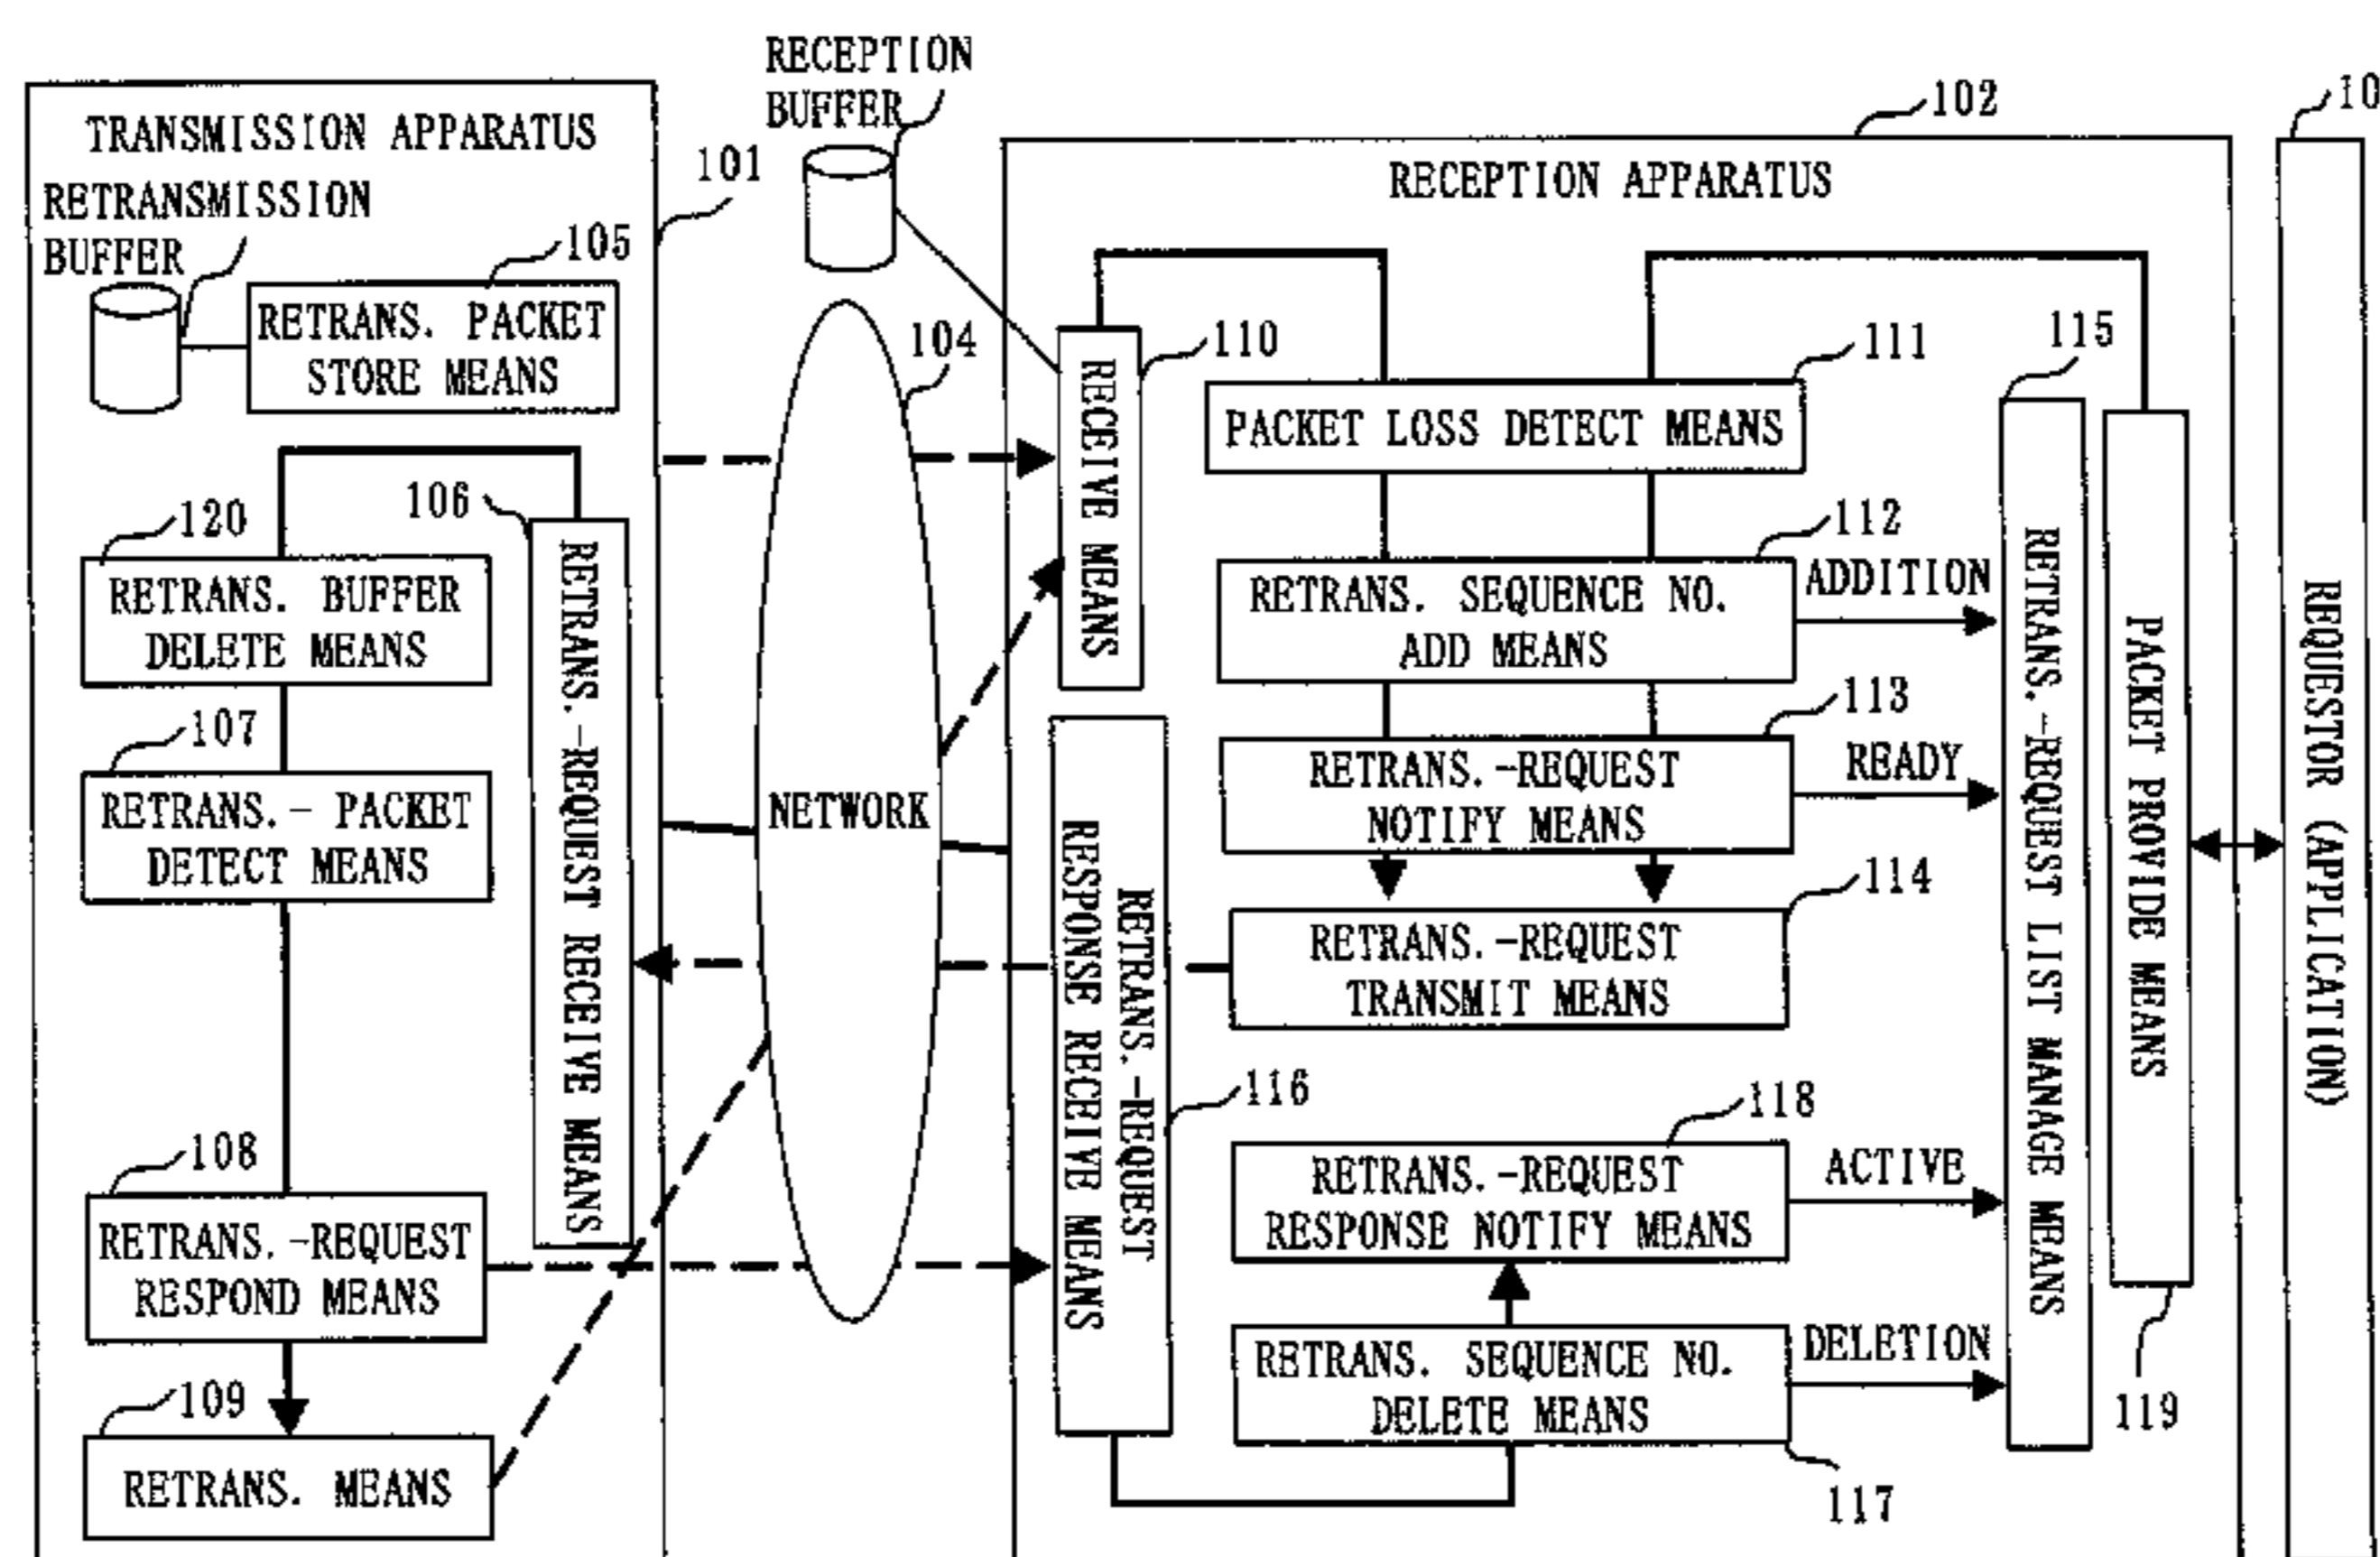 RECEPTION
BUFFER
TRANSMISSION APPARATUS
101
RETRANSMISSION
BUFFER
105
RETRANS. PACKET
STORE MEANS
106
120
RETRANS. BUFFER
DELETE MEANS
107
RETRANS.- PACKET
DETECT MEANS
RETRANS.-REQUEST RECEIVE MEANS
108
RETRANS.-REQUEST
RESPOND MEANS
109
RETRANS. MEANS
104
NETWORK
102
RECEPTION APPARATUS
110
RECEIVE MEANS
111
PACKET LOSS DETECT MEANS
112
RETRANS. SEQUENCE NO.
ADD MEANS
ADDITION
113
RETRANS.-REQUEST
NOTIFY MEANS
READY
114
RETRANS.-REQUEST
TRANSMIT MEANS
116
RETRANS.-REQUEST
RESPONSE RECEIVE MEANS
118
RETRANS.-REQUEST
RESPONSE NOTIFY MEANS
ACTIVE
RETRANS. SEQUENCE NO.
DELETE MEANS
DELETION
117
115
RETRANS.-REQUEST LIST MANAGE MEANS
PACKET PROVIDE MEANS
119
10
REQUESTOR (APPLICATION)